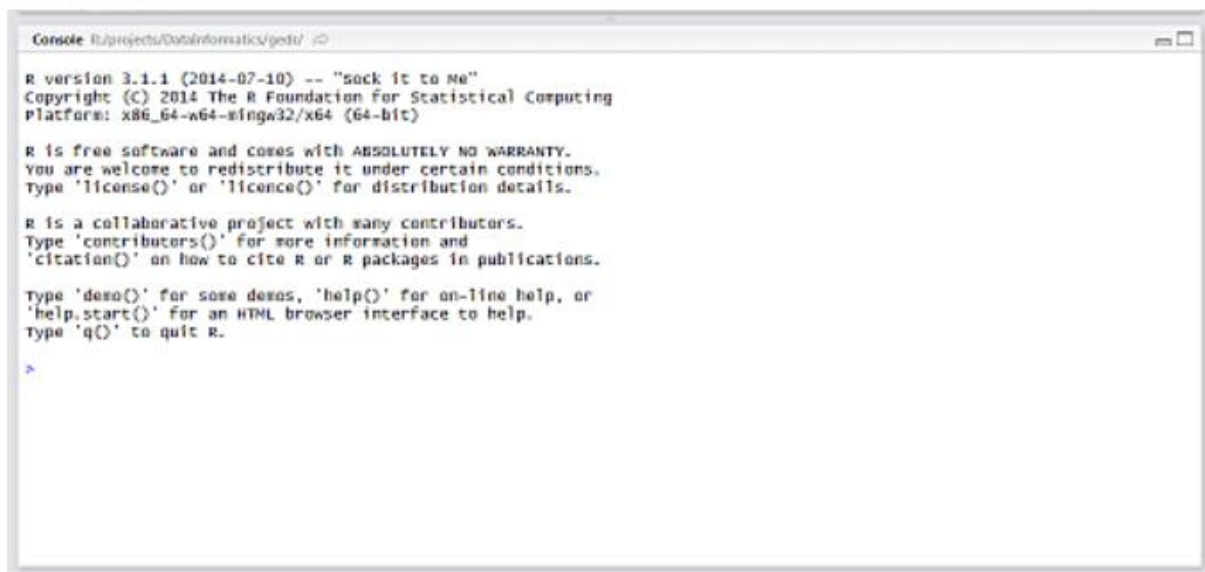 Console R:/projects/DataInformatics/gedt/
R version 3.1.1 (2014-07-10) -- "Sock it to Me"
Copyright (C) 2014 The R Foundation for Statistical Computing
Platform: x86_64-w64-mingw32/x64 (64-bit)
R is free software and comes with ABSOLUTELY NO WARRANTY.
You are welcome to redistribute it under certain conditions.
Type 'license()' or 'licence()' for distribution details.
R is a collaborative project with many contributors.
Type 'contributors()' for more information and
'citation()' on how to cite R or R packages in publications.
Type 'demo()' for some demos, 'help()' for on-line help, or
'help.start()' for an HTML browser interface to help.
Type 'q()' to quit R.
>